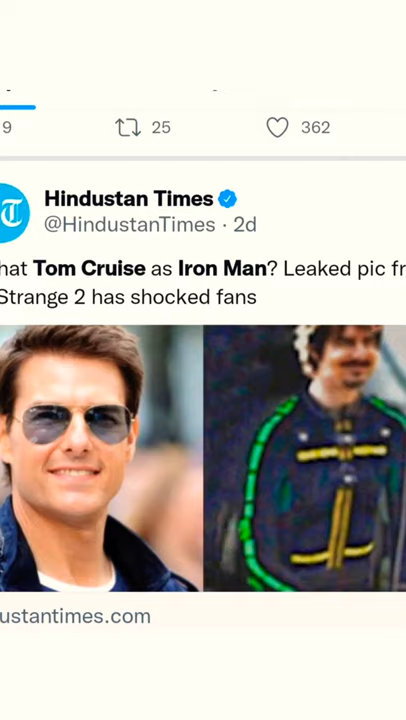 9 25 362
Hindustan Times
@HindustanTimes · 2d
hat Tom Cruise as Iron Man? Leaked pic fr
Strange 2 has shocked fans
ustantimes.com